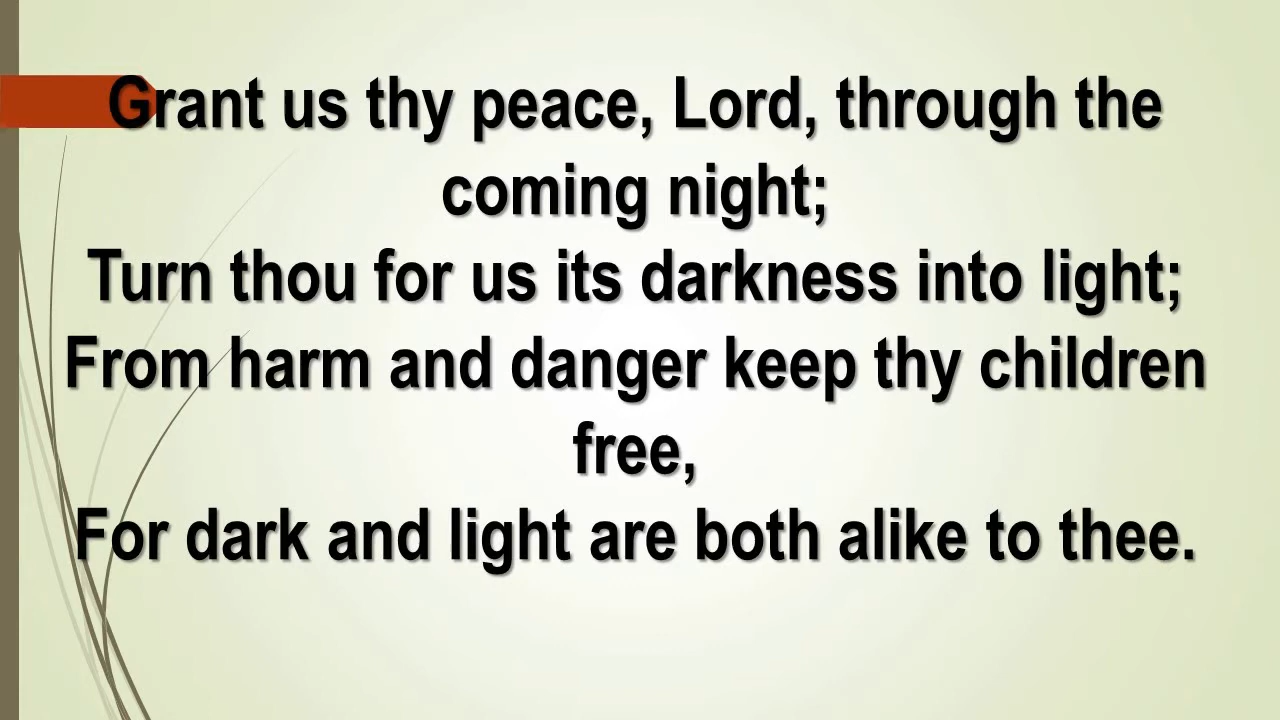 Grant us thy peace, Lord, through the
coming night;
Turn thou for us its darkness into light;
From harm and danger keep thy children
free,
For dark and light are both alike to thee.